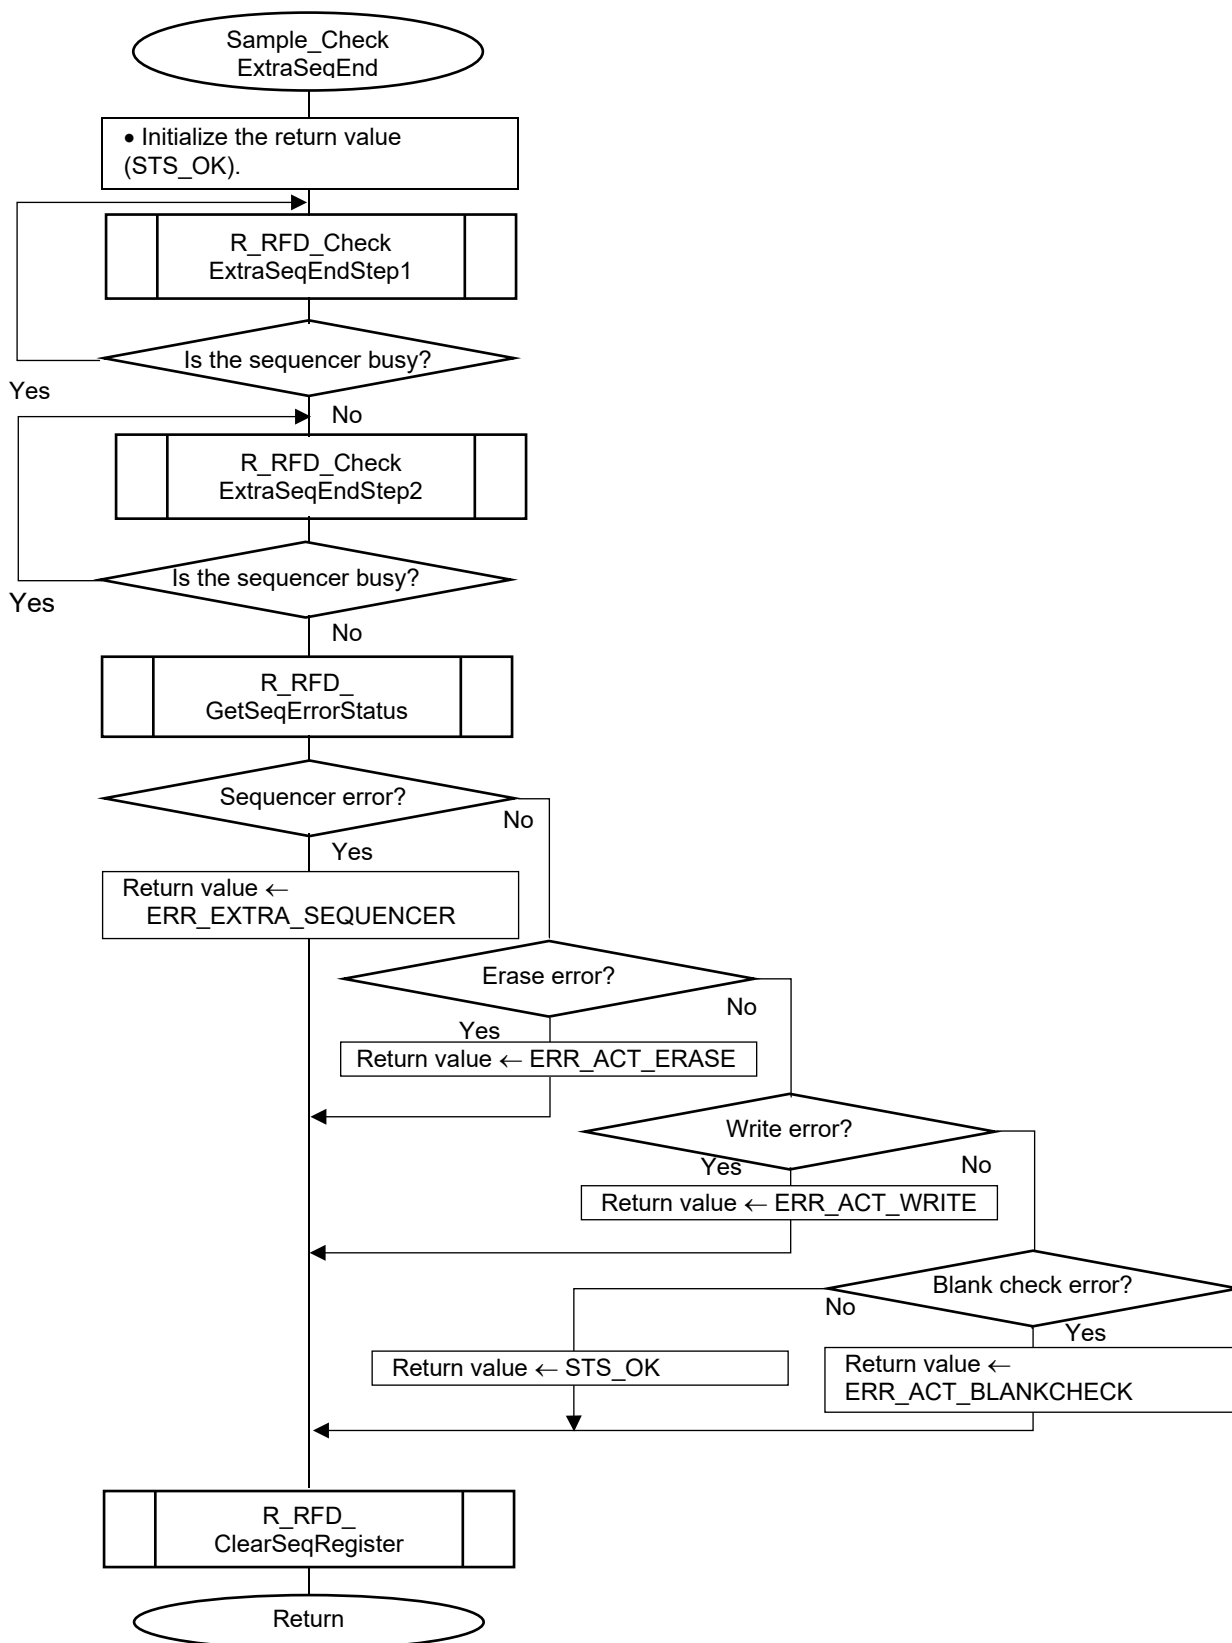 Sample_Check
ExtraSeqEnd
• Initialize the return value
(STS_OK).
R_RFD_Check
ExtraSeqEndStep1
Is the sequencer busy?
Yes
No
R_RFD_Check
ExtraSeqEndStep2
Is the sequencer busy?
Yes
No
R_RFD_
GetSeqErrorStatus
Sequencer error?
No
Yes
Return value ←
ERR_EXTRA_SEQUENCER
Erase error?
No
Yes
Return value ← ERR_ACT_ERASE
Write error?
Yes
No
Return value ← ERR_ACT_WRITE
Blank check error?
No
Yes
Return value ← STS_OK
Return value ←
ERR_ACT_BLANKCHECK
R_RFD_
ClearSeqRegister
Return